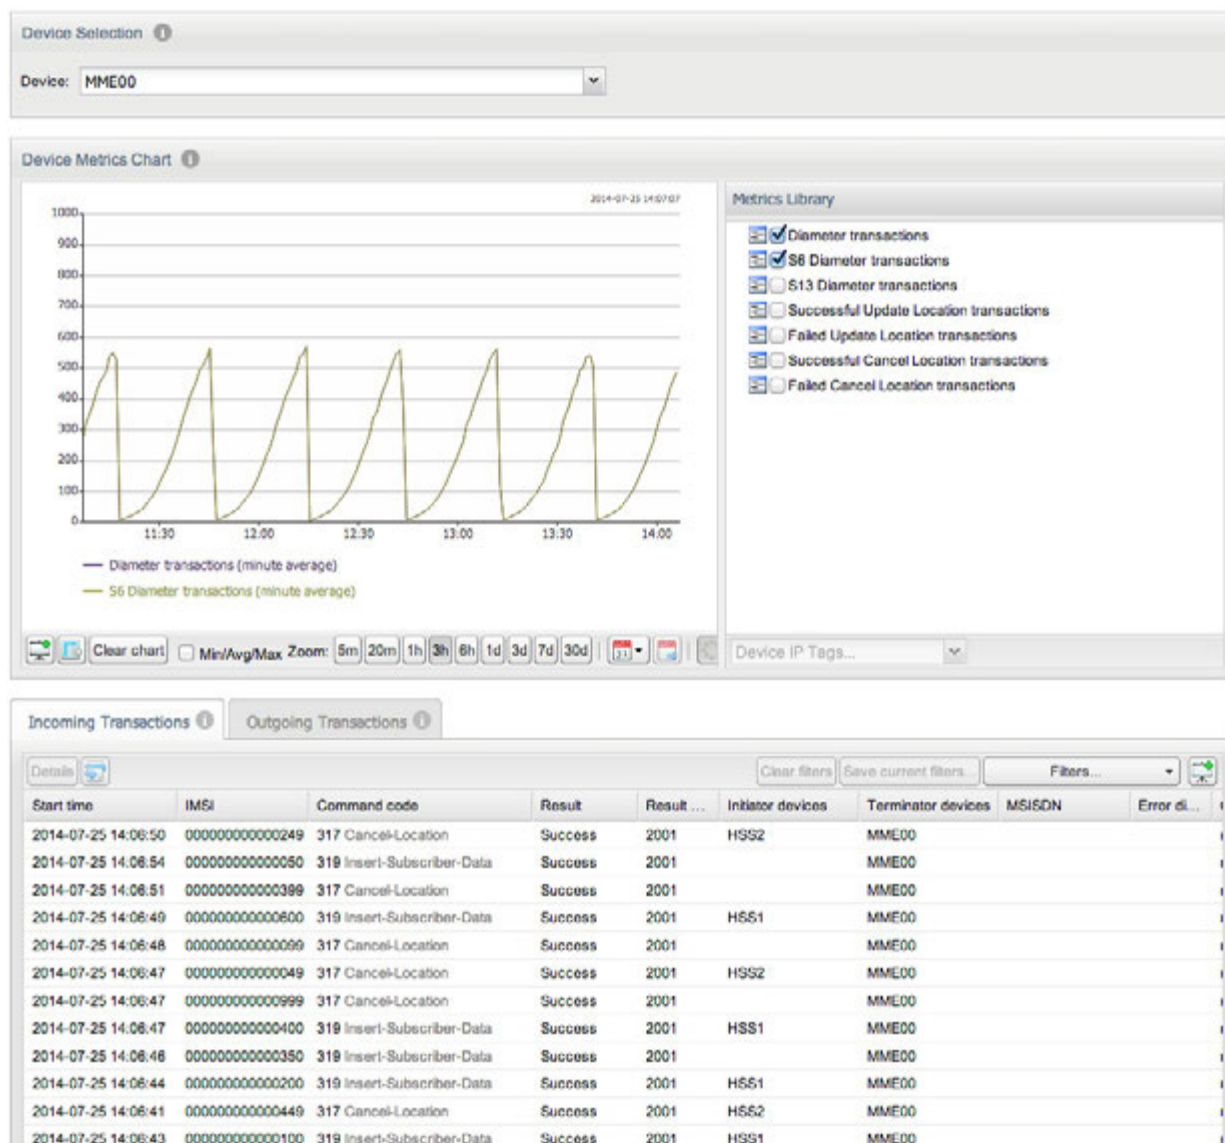 Device Selection
Device: MME00
Device Metrics Chart
2014-07-25 14:07:07
1000
900
800
700
600
500
400
300
200
100
0
11:30 12:00 12:30 13:00 13:30 14:00
Diameter transactions (minute average)
S6 Diameter transactions (minute average)
Clear chart Min/Avg/Max Zoom: 5m 20m 1h 3h 6h 1d 3d 7d 30d
Metrics Library
Diameter transactions
S6 Diameter transactions
S13 Diameter transactions
Successful Update Location transactions
Failed Update Location transactions
Successful Cancel Location transactions
Failed Cancel Location transactions
Device IP Tags...
Incoming Transactions Outgoing Transactions
Details Clear filters Save current filters... Filters...
Start time IMSI Command code Result Result ... Initiator devices Terminator devices MSISDN Error di...
2014-07-25 14:06:50 000000000000249 317 Cancel-Location Success 2001 HSS2 MME00
2014-07-25 14:06:54 000000000000050 319 Insert-Subscriber-Data Success 2001 MME00
2014-07-25 14:06:51 000000000000399 317 Cancel-Location Success 2001 MME00
2014-07-25 14:06:49 000000000000600 319 Insert-Subscriber-Data Success 2001 HSS1 MME00
2014-07-25 14:06:48 000000000000099 317 Cancel-Location Success 2001 MME00
2014-07-25 14:06:47 000000000000049 317 Cancel-Location Success 2001 HSS2 MME00
2014-07-25 14:06:47 000000000000999 317 Cancel-Location Success 2001 MME00
2014-07-25 14:06:47 000000000000400 319 Insert-Subscriber-Data Success 2001 HSS1 MME00
2014-07-25 14:06:46 000000000000350 319 Insert-Subscriber-Data Success 2001 MME00
2014-07-25 14:06:44 000000000000200 319 Insert-Subscriber-Data Success 2001 HSS1 MME00
2014-07-25 14:06:41 000000000000449 317 Cancel-Location Success 2001 HSS2 MME00
2014-07-25 14:06:43 000000000000100 319 Insert-Subscriber-Data Success 2001 HSS1 MME00